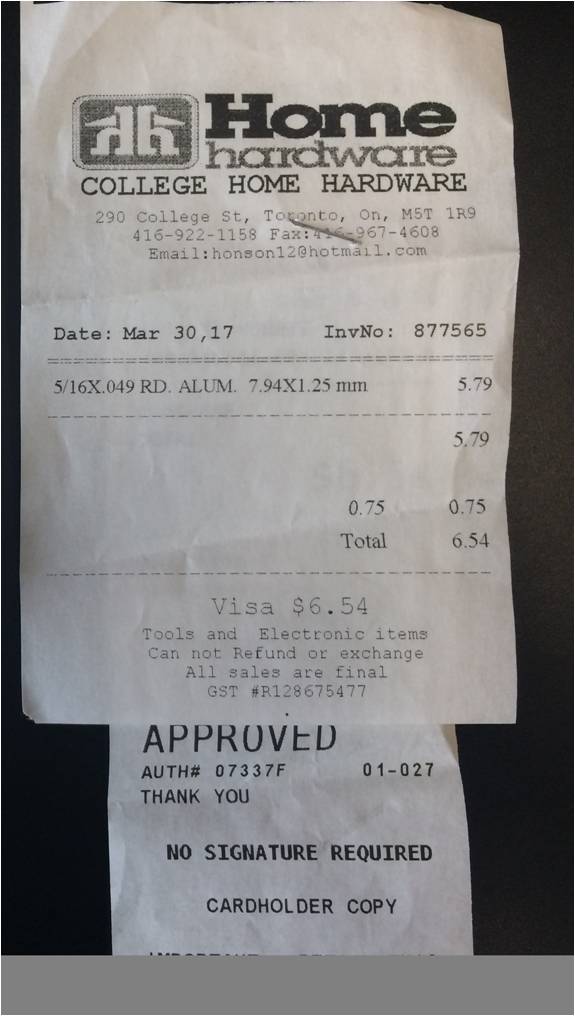 Home
hardware
COLLEGE HOME HARDWARE
290 College St, Toronto, On, M5T 1R9
416-922-1158 Fax:416-967-4608
Email:honson12@hotmail.com
Date: Mar 30,17 InvNo: 877565
5/16X.049 RD. ALUM. 7.94X1.25 mm 5.79
5.79
0.75 0.75
Total 6.54
Visa $6.54
Tools and Electronic items
Can not Refund or exchange
All sales are final
GST #R128675477
APPROVED
AUTH# 07337F 01-027
THANK YOU
NO SIGNATURE REQUIRED
CARDHOLDER COPY